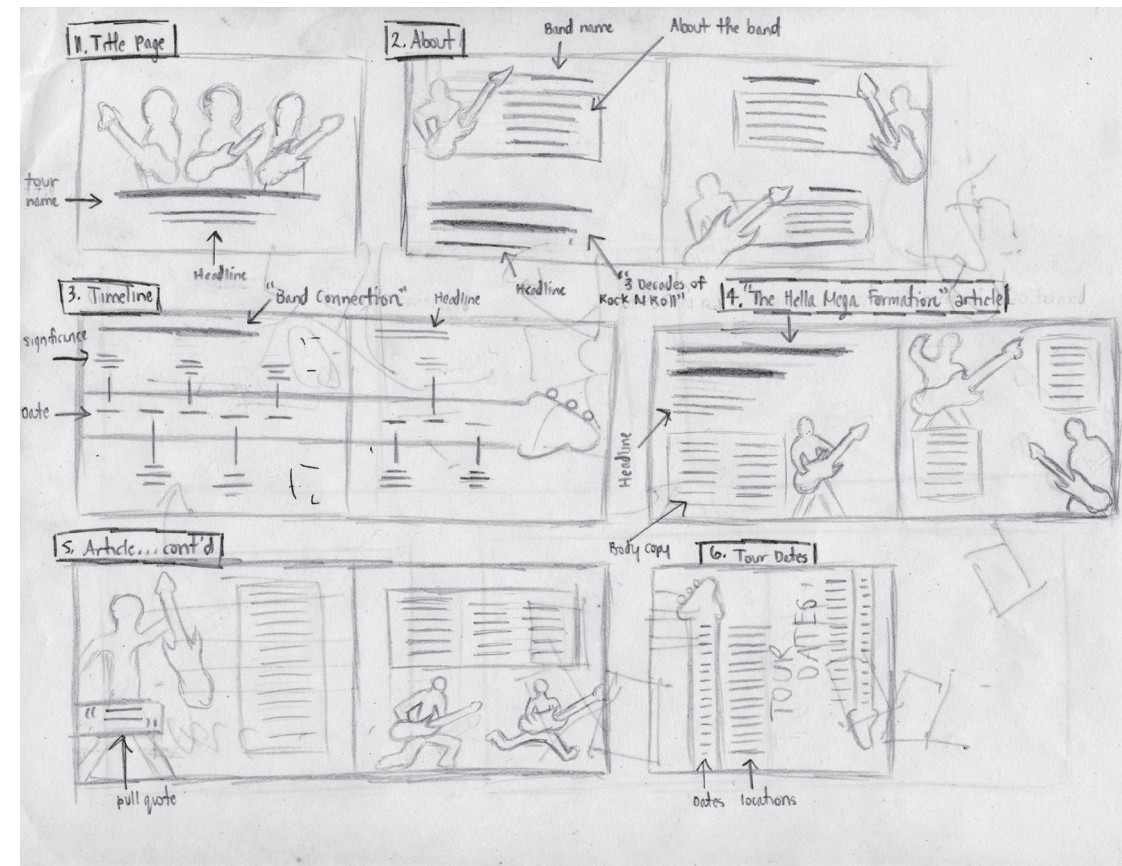 1. Title Page
tour
name
Headline
2. About
Band name
About the band
Headline
"3 Decades of
Rock N Roll"
3. Timeline
"Band Connection"
Headline
significance
Date
4. "The Hella Mega Formation" article
Headline
Body copy
5. Article... cont'd
"
"
pull quote
6. Tour Dates
TOUR
DATES
Dates
locations